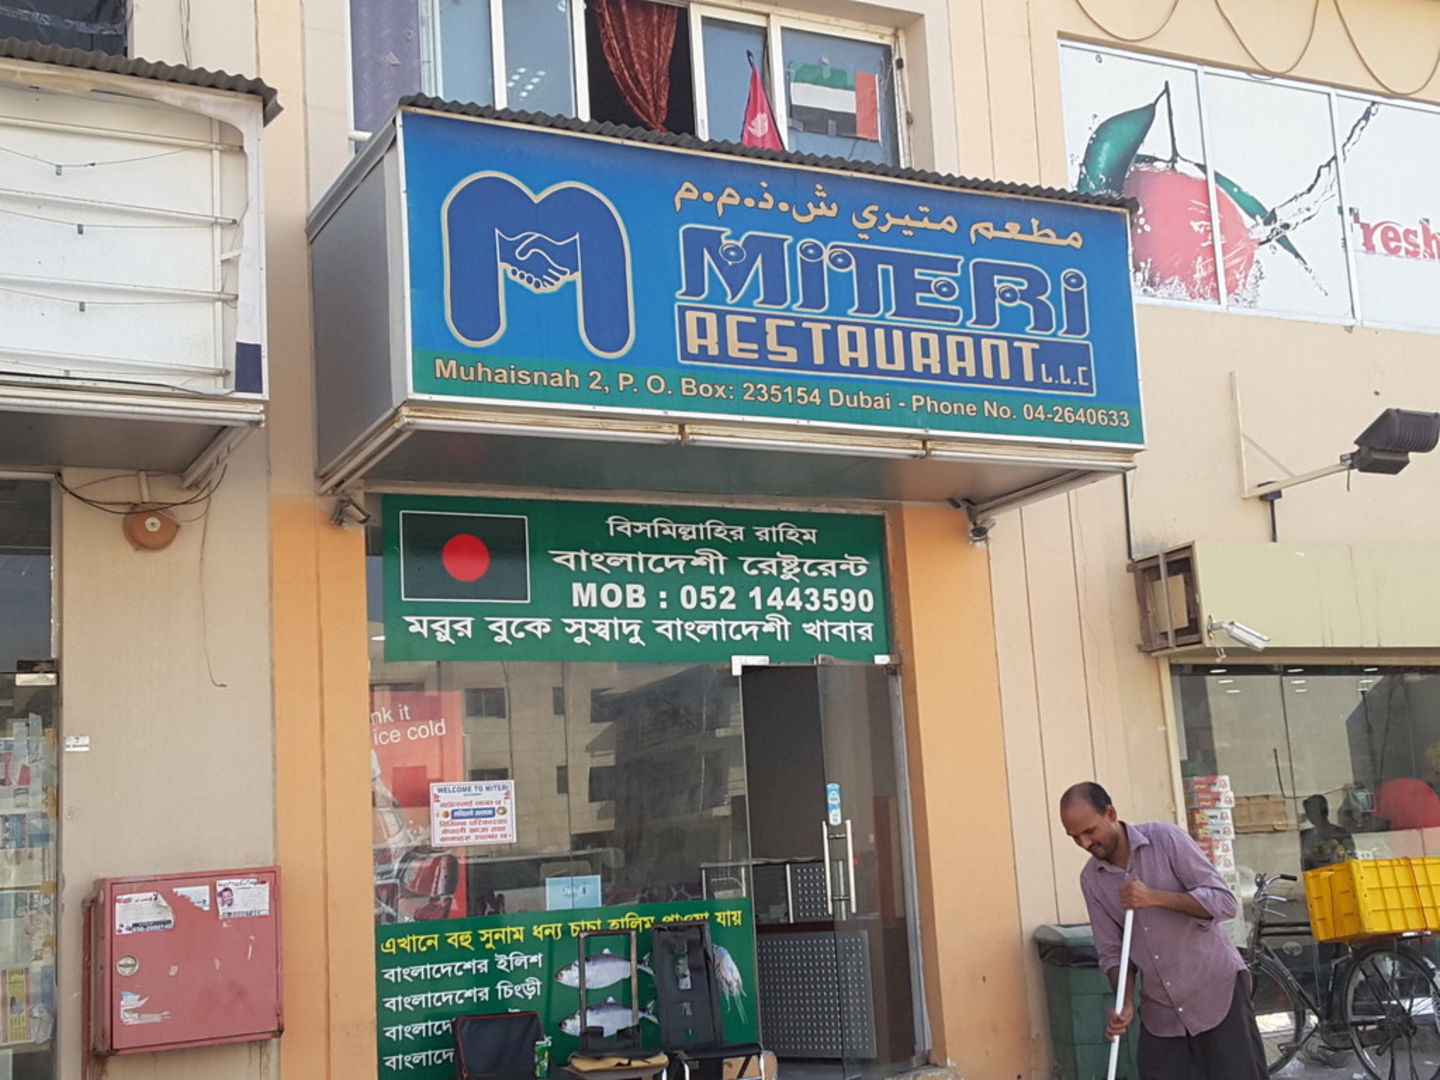 مطعم متيري ش.ذ.م.م
MITERI
RESTAURANT L.L.C
Muhaisnah 2, P. O. Box: 235154 Dubai - Phone No. 04-2640633
বিসমিল্লাহির রাহিম
বাংলাদেশী রেষ্টুরেন্ট
MOB : 052 1443590
মরুর বুকে সুস্বাদু বাংলাদেশী খাবার
nk it
ice cold
WELCOME TO MITERI
এখানে বহু সুনাম ধন্য চাচা হালিম পাওয়া যায়
বাংলাদেশের ইলিশ
বাংলাদেশের চিংড়ী
fresh